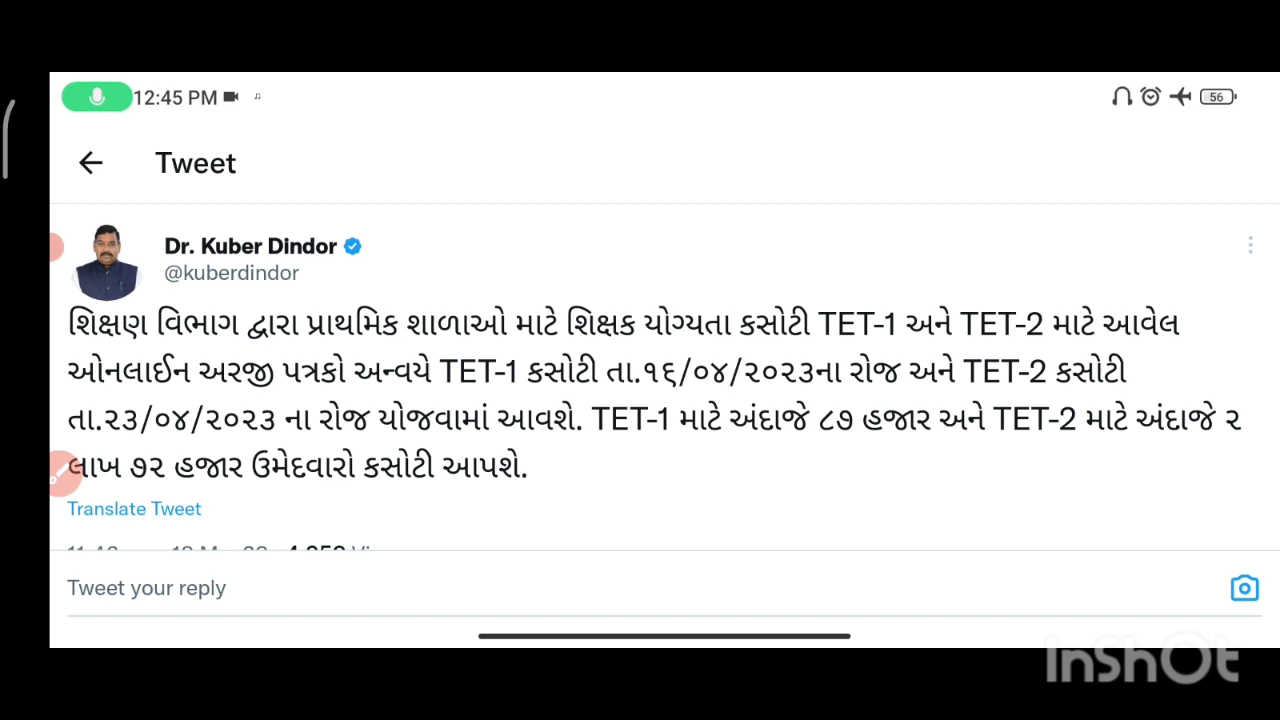 12:45 PM
56
Tweet
Dr. Kuber Dindor
@kuberdindor
શિક્ષણ વિભાગ દ્વારા પ્રાથમિક શાળાઓ માટે શિક્ષક યોગ્યતા કસોટી TET-1 અને TET-2 માટે આવેલ
ઓનલાઈન અરજી પત્રકો અન્વયે TET-1 કસોટી તા.૧૬/૦૪/૨૦૨૩ના રોજ અને TET-2 કસોટી
તા.૨૩/૦૪/૨૦૨૩ ના રોજ યોજવામાં આવશે. TET-1 માટે અંદાજે ૮૭ હજાર અને TET-2 માટે અંદાજે ૨
લાખ ૭૨ હજાર ઉમેદવારો કસોટી આપશે.
Translate Tweet
Tweet your reply
InShOt